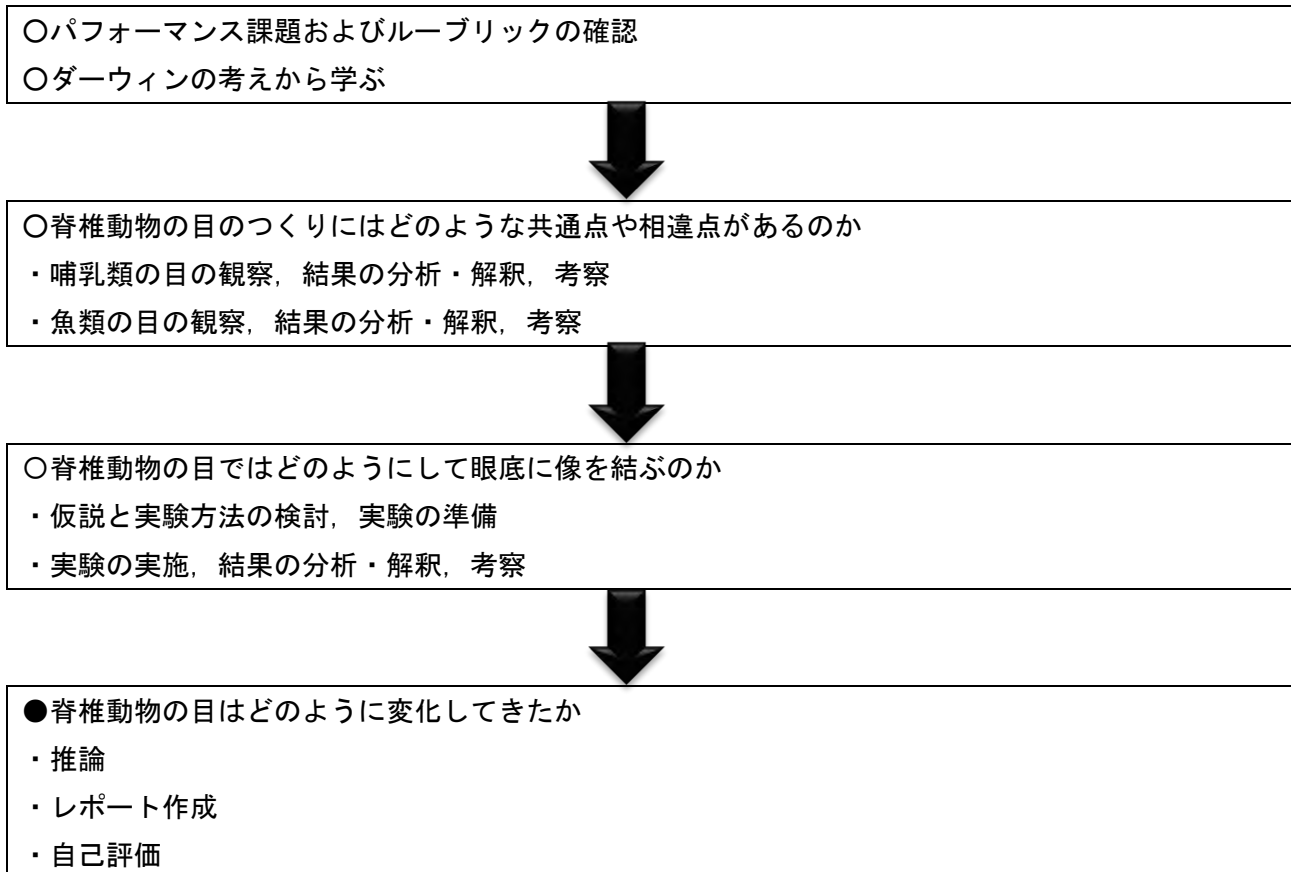 〇パフォーマンス課題およびルーブリックの確認
〇ダーウィンの考えから学ぶ
〇脊椎動物の目のつくりにはどのような共通点や相違点があるのか
・哺乳類の目の観察，結果の分析・解釈，考察
・魚類の目の観察，結果の分析・解釈，考察
〇脊椎動物の目ではどのようにして眼底に像を結ぶのか
・仮説と実験方法の検討，実験の準備
・実験の実施，結果の分析・解釈，考察
●脊椎動物の目はどのように変化してきたか
・推論
・レポート作成
・自己評価